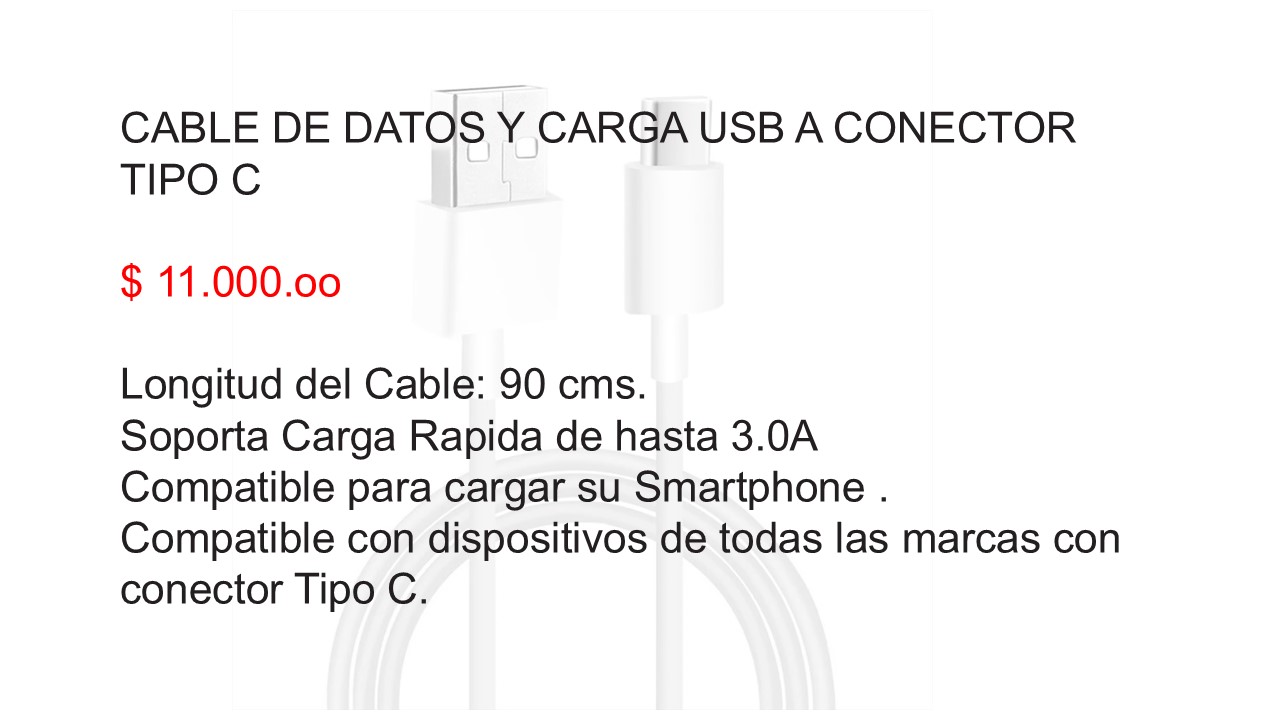 CABLE DE DATOS Y CARGA USB A CONECTOR
TIPO C
$ 11.000.oo
Longitud del Cable: 90 cms.
Soporta Carga Rapida de hasta 3.0A
Compatible para cargar su Smartphone .
Compatible con dispositivos de todas las marcas con
conector Tipo C.